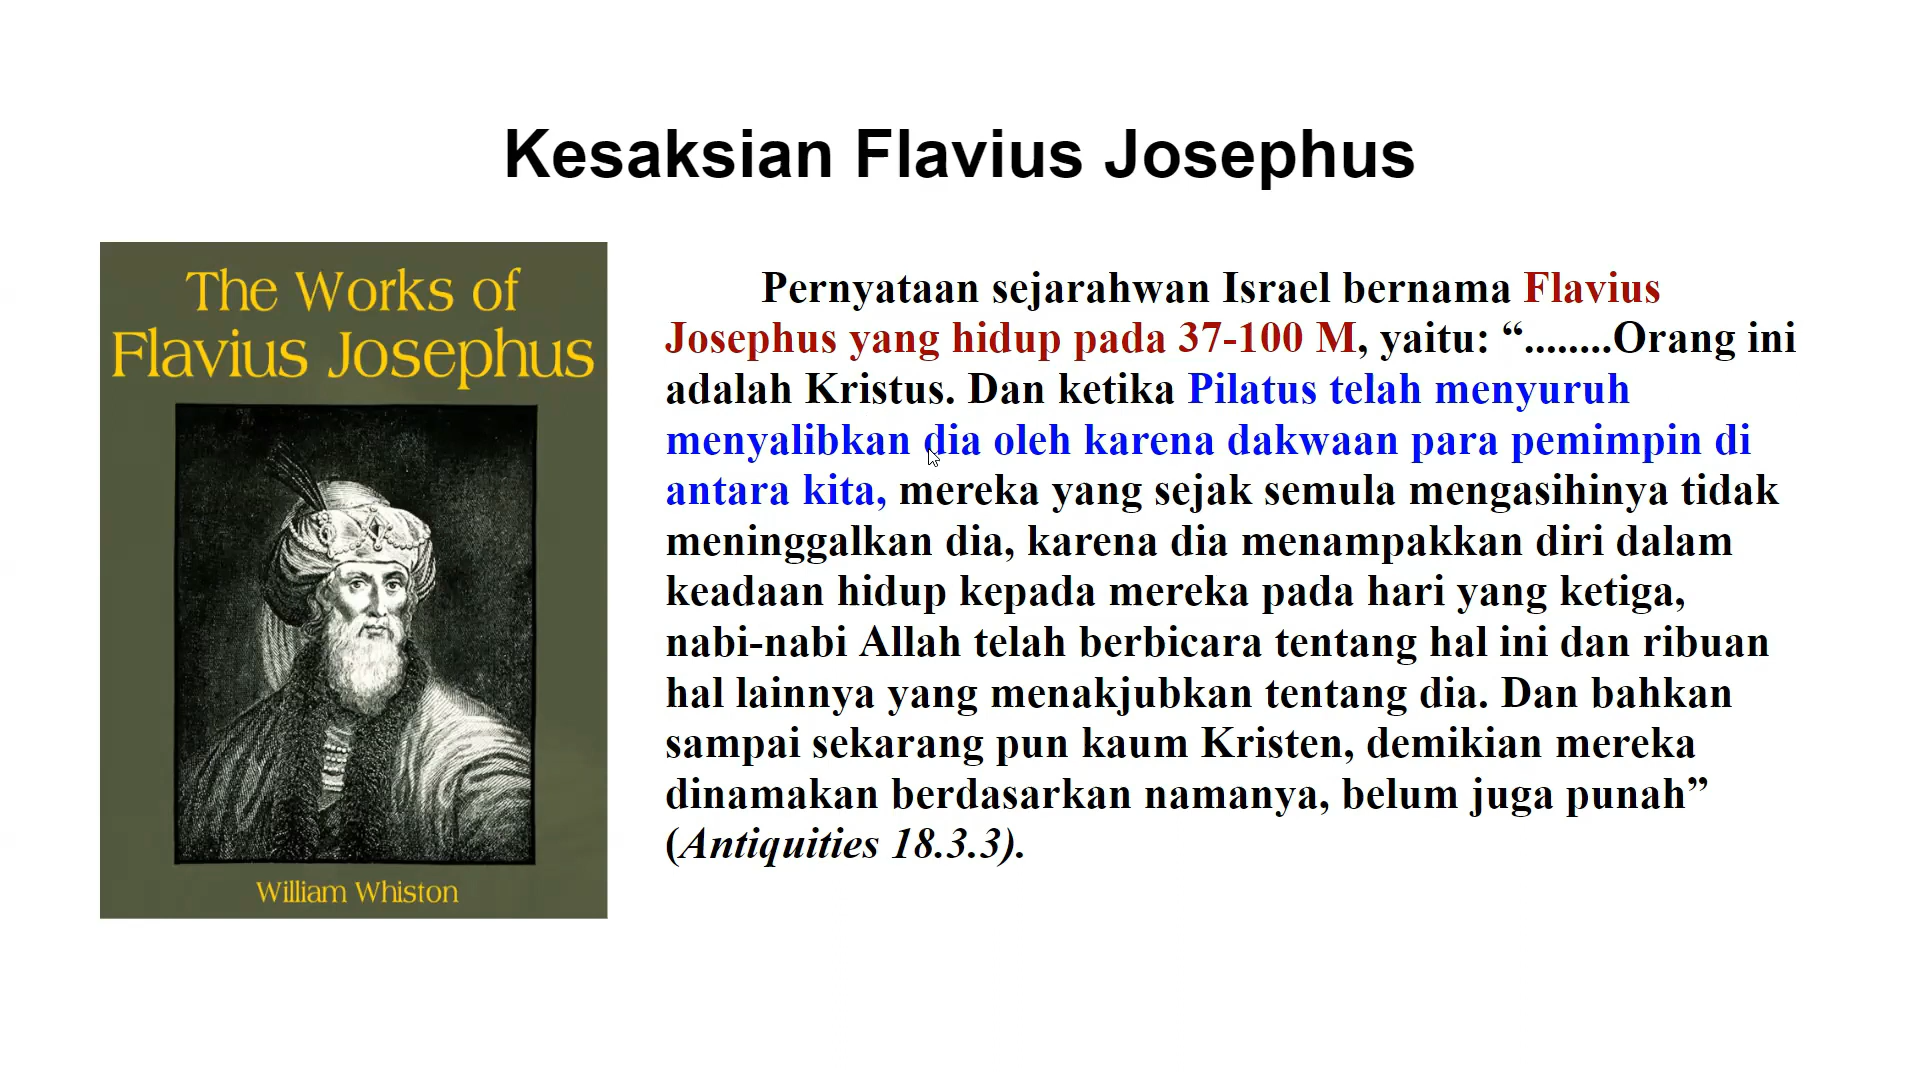 Kesaksian Flavius Josephus
The Works of
Flavius Josephus
William Whiston
Pernyataan sejarahwan Israel bernama Flavius
Josephus yang hidup pada 37-100 M, yaitu: “........Orang ini
adalah Kristus. Dan ketika Pilatus telah menyuruh
menyalibkan dia oleh karena dakwaan para pemimpin di
antara kita, mereka yang sejak semula mengasihinya tidak
meninggalkan dia, karena dia menampakkan diri dalam
keadaan hidup kepada mereka pada hari yang ketiga,
nabi-nabi Allah telah berbicara tentang hal ini dan ribuan
hal lainnya yang menakjubkan tentang dia. Dan bahkan
sampai sekarang pun kaum Kristen, demikian mereka
dinamakan berdasarkan namanya, belum juga punah”
(Antiquities 18.3.3).